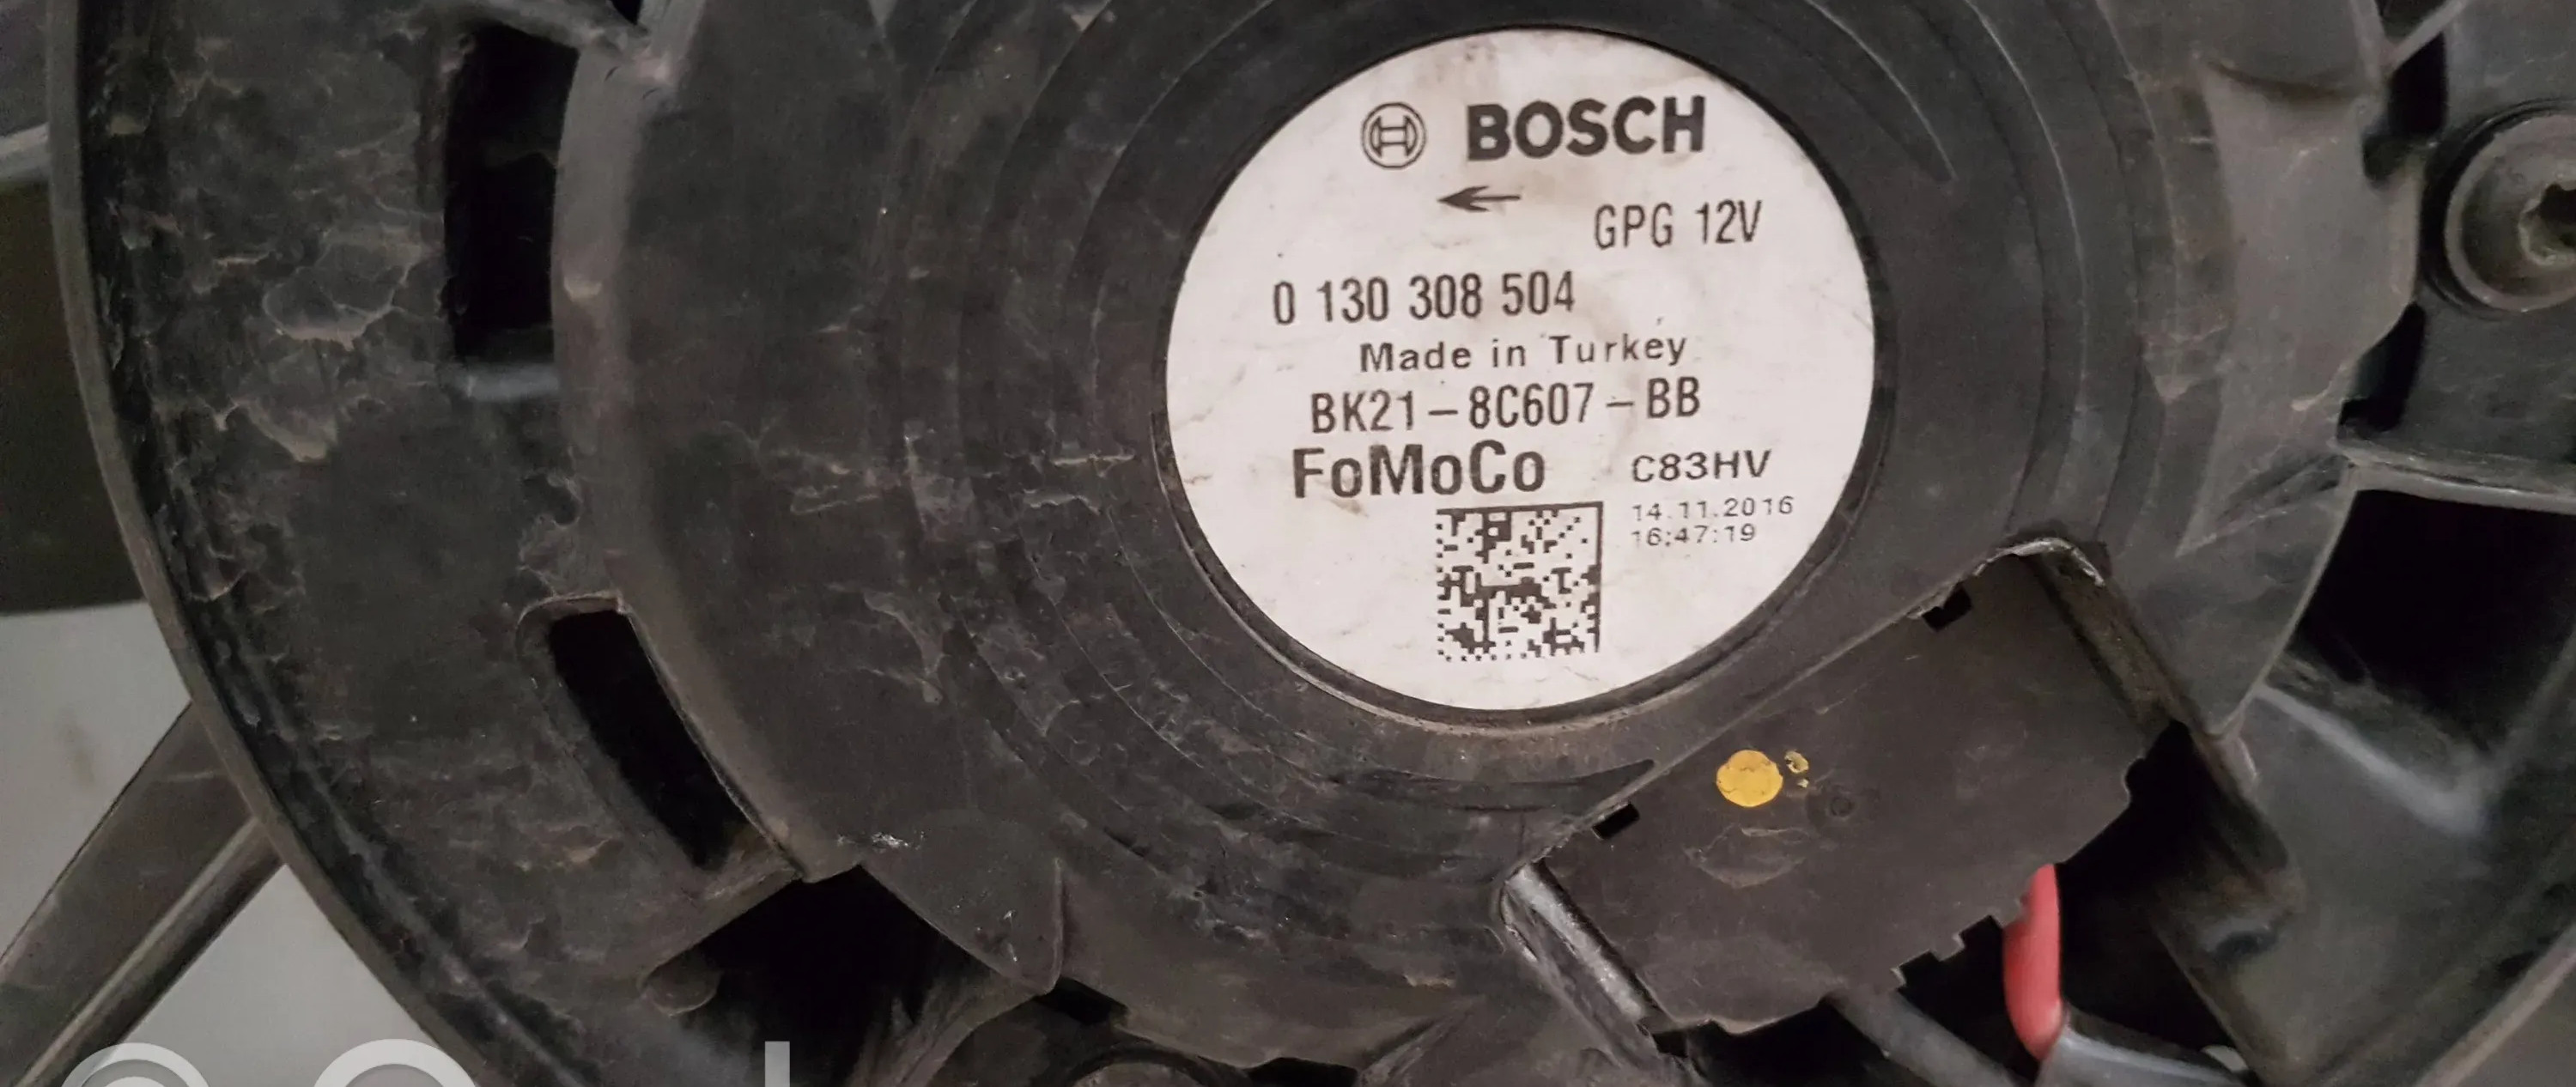 BOSCH
GPG 12V
0 130 308 504
Made in Turkey
BK21-8C607-BB
FoMoCo C83HV
14.11.2016
16:47:19